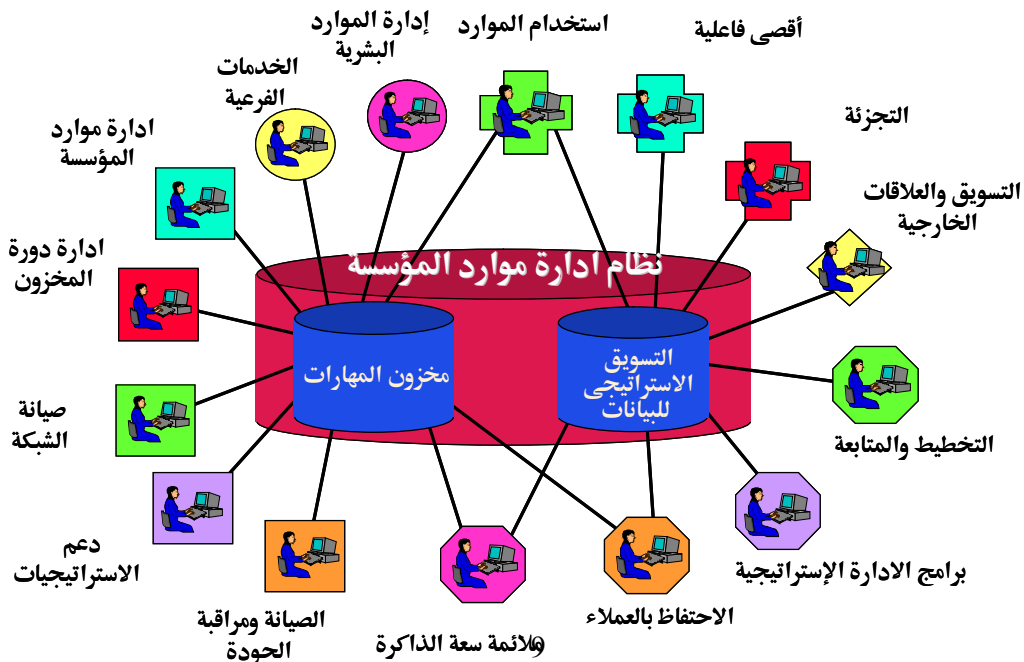 أقصى فاعلية
استخدام الموارد
إدارة الموارد
البشرية
الخدمات
الفرعية
ادارة موارد
المؤسسة
ادارة دورة
المخزون
صيانة
الشبكة
دعم
الاستراتيجيات
الصيانة ومراقبة
الحودة
ملائمة سعة الذاكرة
الاحتفاظ بالعملاء
برامج الادارة الإستراتيجية
التخطيط والمتابعة
التسويق والعلاقات
الخارجية
التجزئة
نظام ادارة موارد المؤسسة
مخزون المهارات
التسويق
الاستراتيجى
للبيانات